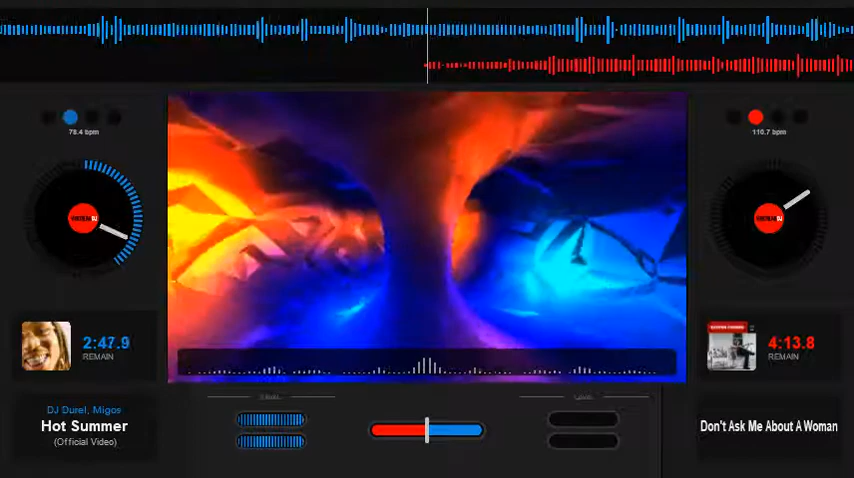 78.4 bpm
110.7 bpm
2:47.9
REMAIN
4:13.8
REMAIN
DJ Durel, Migos
Hot Summer
(Official Video)
Don't Ask Me About A Woman